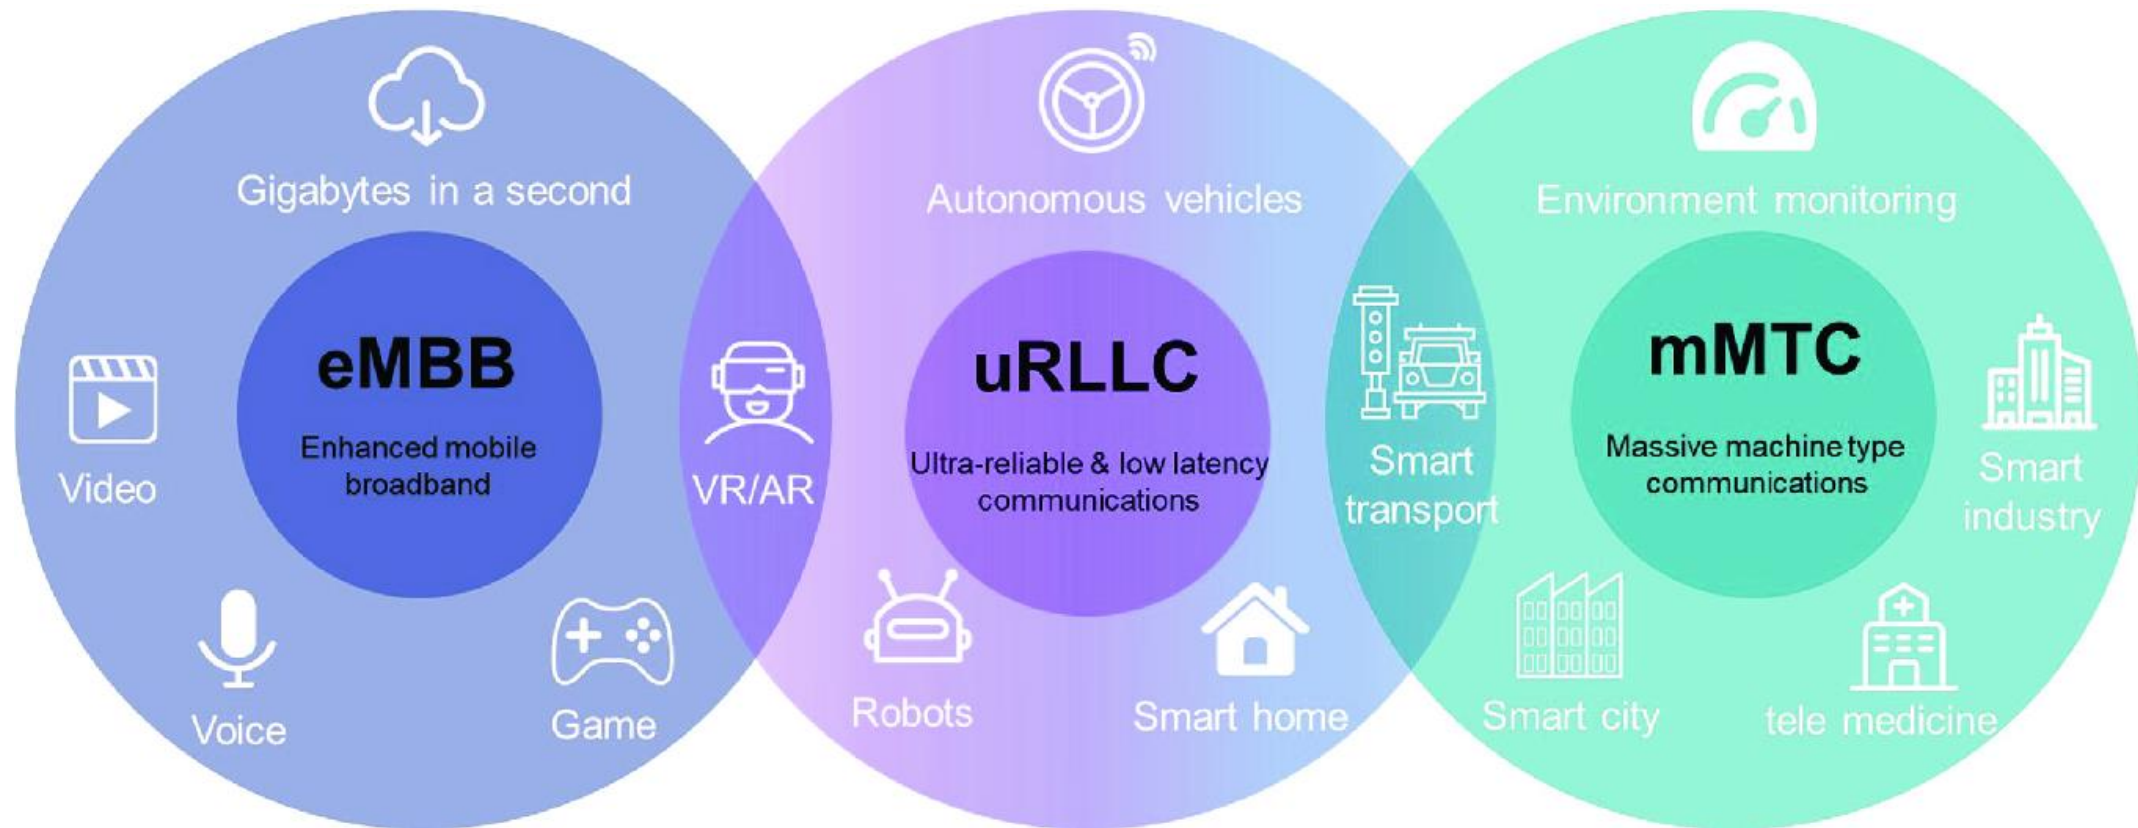 Gigabytes in a second
eMBB
Enhanced mobile
broadband
Video
Voice
Game
VR/AR
Autonomous vehicles
uRLLC
Ultra-reliable & low latency
communications
Robots
Smart home
Smart
transport
Environment monitoring
mMTC
Massive machine type
communications
Smart
industry
Smart city
tele medicine